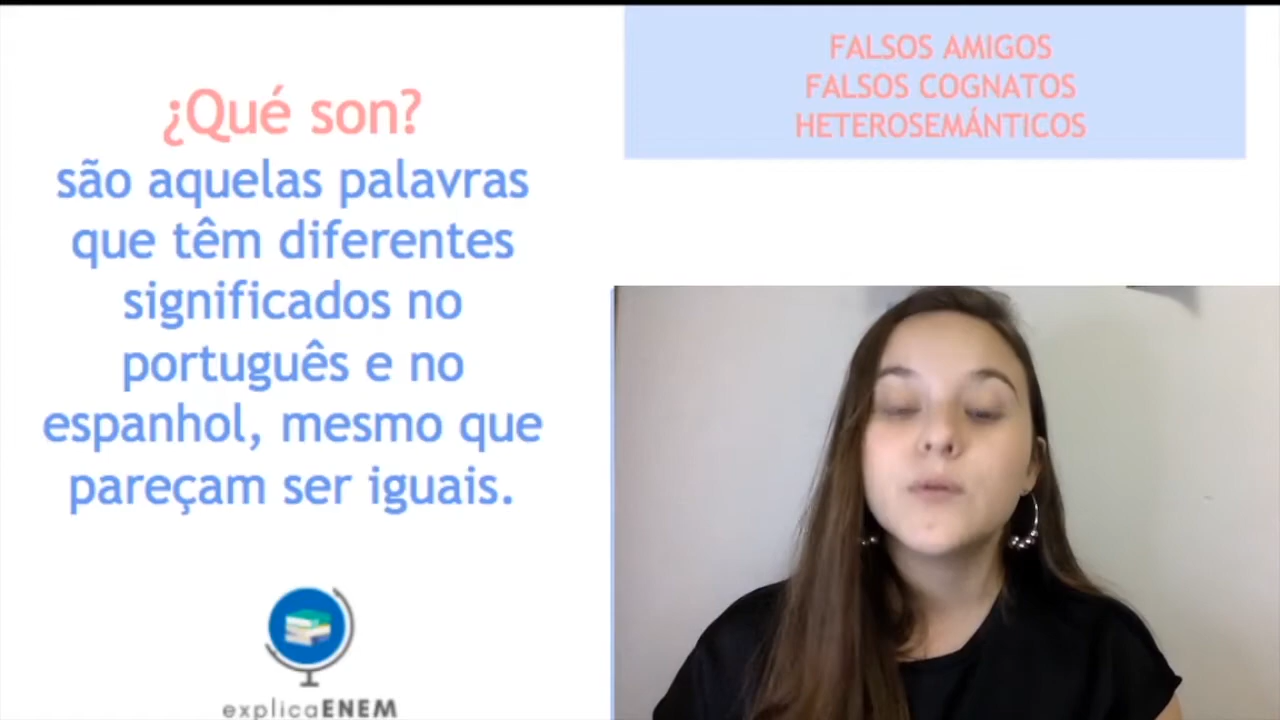 ¿Qué son?
são aquelas palavras
que têm diferentes
significados no
português e no
espanhol, mesmo que
pareçam ser iguais.
explicaENEM
FALSOS AMIGOS
FALSOS COGNATOS
HETEROSEMÁNTICOS